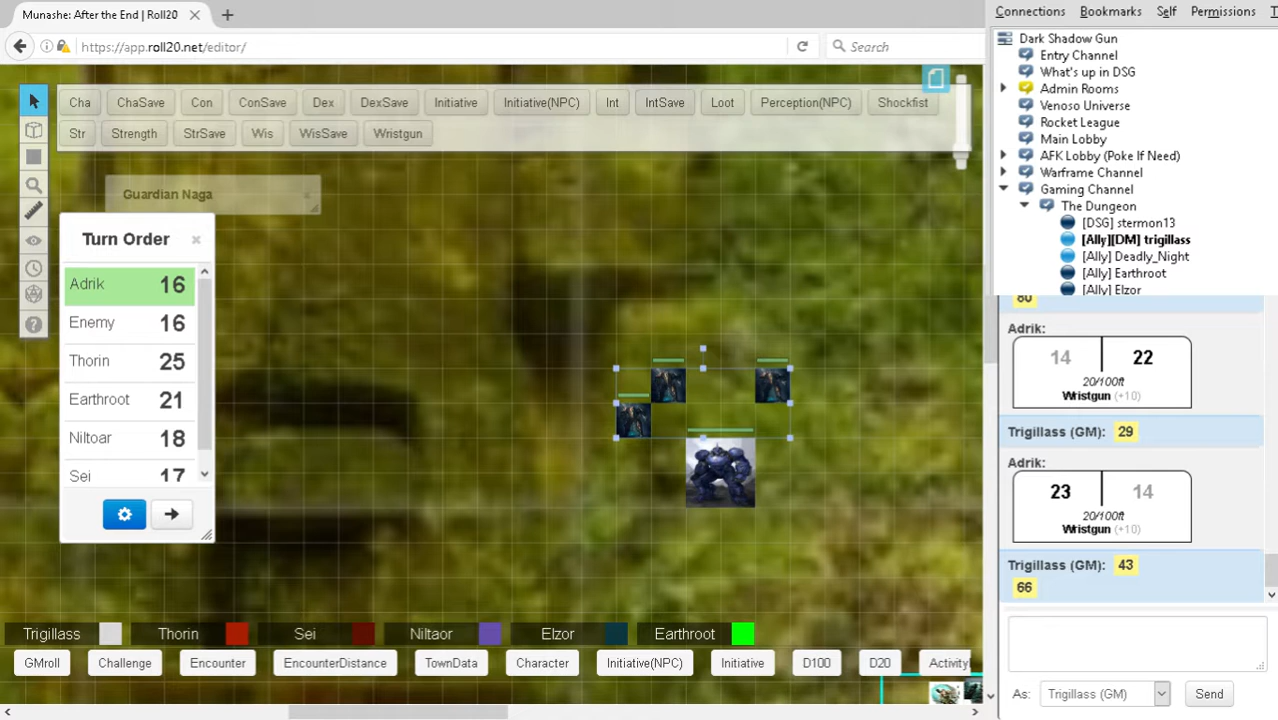 Munashe: After the End | Roll20
https://app.roll20.net/editor/
Search
Cha ChaSave Con ConSave Dex DexSave Initiative Initiative(NPC) Int IntSave Loot Perception(NPC) Shockfist
Str Strength StrSave Wis WisSave Wristgun
Guardian Naga
Turn Order
Adrik 16
Enemy 16
Thorin 25
Earthroot 21
Niltoar 18
Sei 17
Trigillass Thorin Sei Niltaor Elzor Earthroot
GMroll Challenge Encounter EncounterDistance TownData Character Initiative(NPC) Initiative D100 D20 Activity
Connections Bookmarks Self Permissions T
Dark Shadow Gun
Entry Channel
What's up in DSG
Admin Rooms
Venoso Universe
Rocket League
Main Lobby
AFK Lobby (Poke If Need)
Warframe Channel
Gaming Channel
The Dungeon
[DSG] stermon13
[Ally][DM] trigillass
[Ally] Deadly_Night
[Ally] Earthroot
[Ally] Elzor
80
Adrik:
14 22
20/100ft
Wristgun (+10)
Trigillass (GM): 29
Adrik:
23 14
20/100ft
Wristgun (+10)
Trigillass (GM): 43
66
As: Trigillass (GM) Send